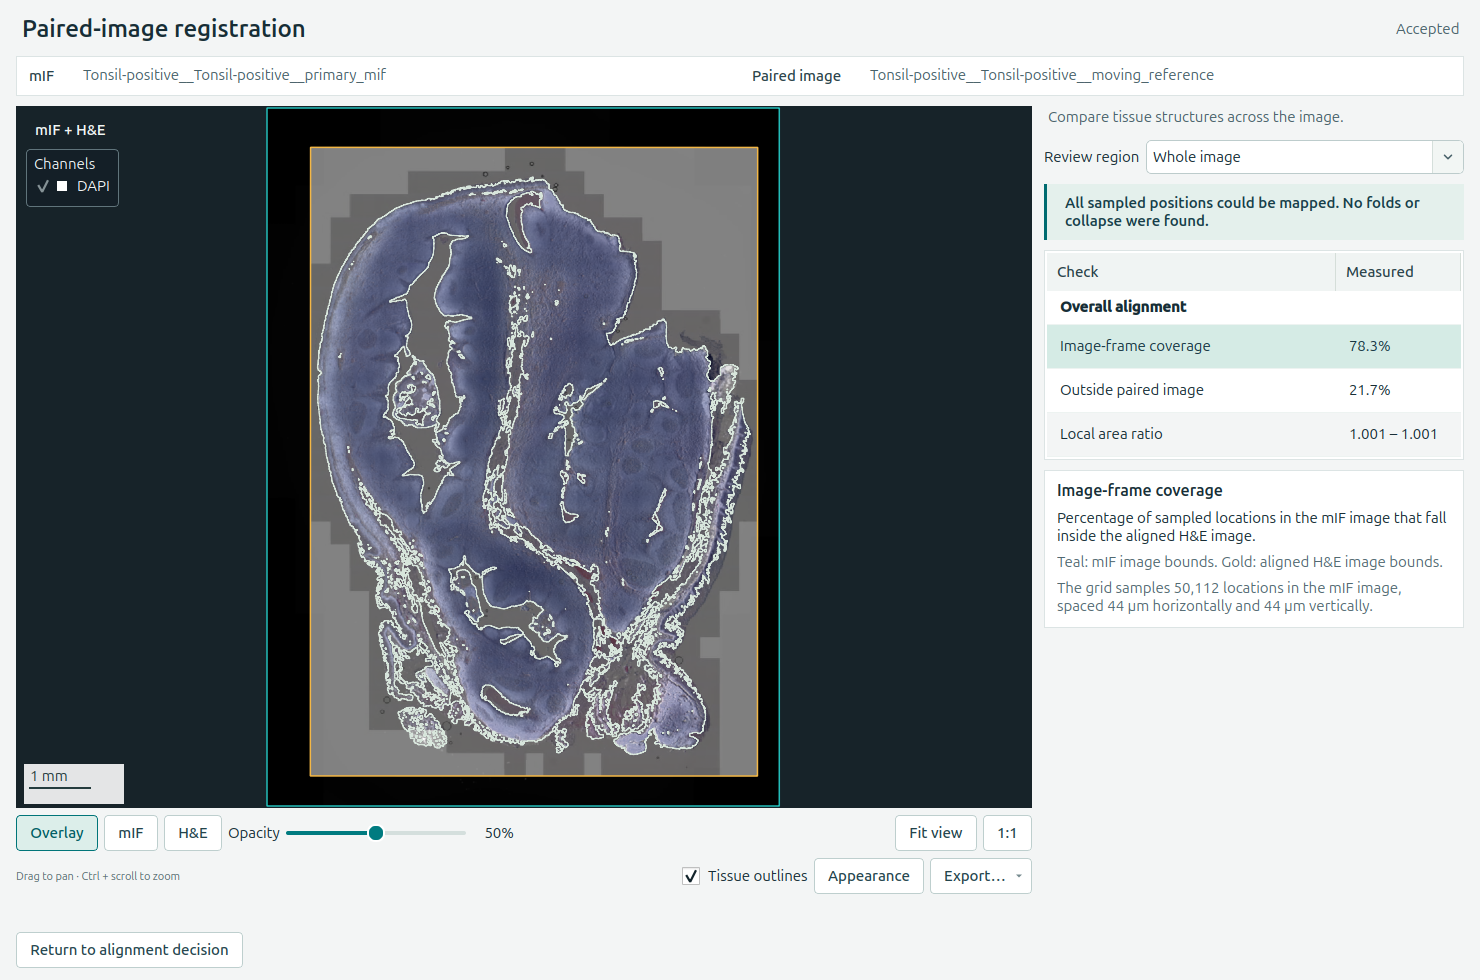 Paired-image registration
Accepted
mIF
Tonsil-positive__Tonsil-positive__primary_mif
Paired image
Tonsil-positive__Tonsil-positive__moving_reference
mIF + H&E
Channels
DAPI
1 mm
Compare tissue structures across the image.
Review region
Whole image
All sampled positions could be mapped. No folds or
collapse were found.
Check
Measured
Overall alignment
Image-frame coverage
78.3%
Outside paired image
21.7%
Local area ratio
1.001 – 1.001
Image-frame coverage
Percentage of sampled locations in the mIF image that fall
inside the aligned H&E image.
Teal: mIF image bounds. Gold: aligned H&E image bounds.
The grid samples 50,112 locations in the mIF image,
spaced 44 µm horizontally and 44 µm vertically.
Overlay
mIF
H&E
Opacity
50%
Fit view
1:1
Drag to pan · Ctrl + scroll to zoom
Tissue outlines
Appearance
Export…
Return to alignment decision